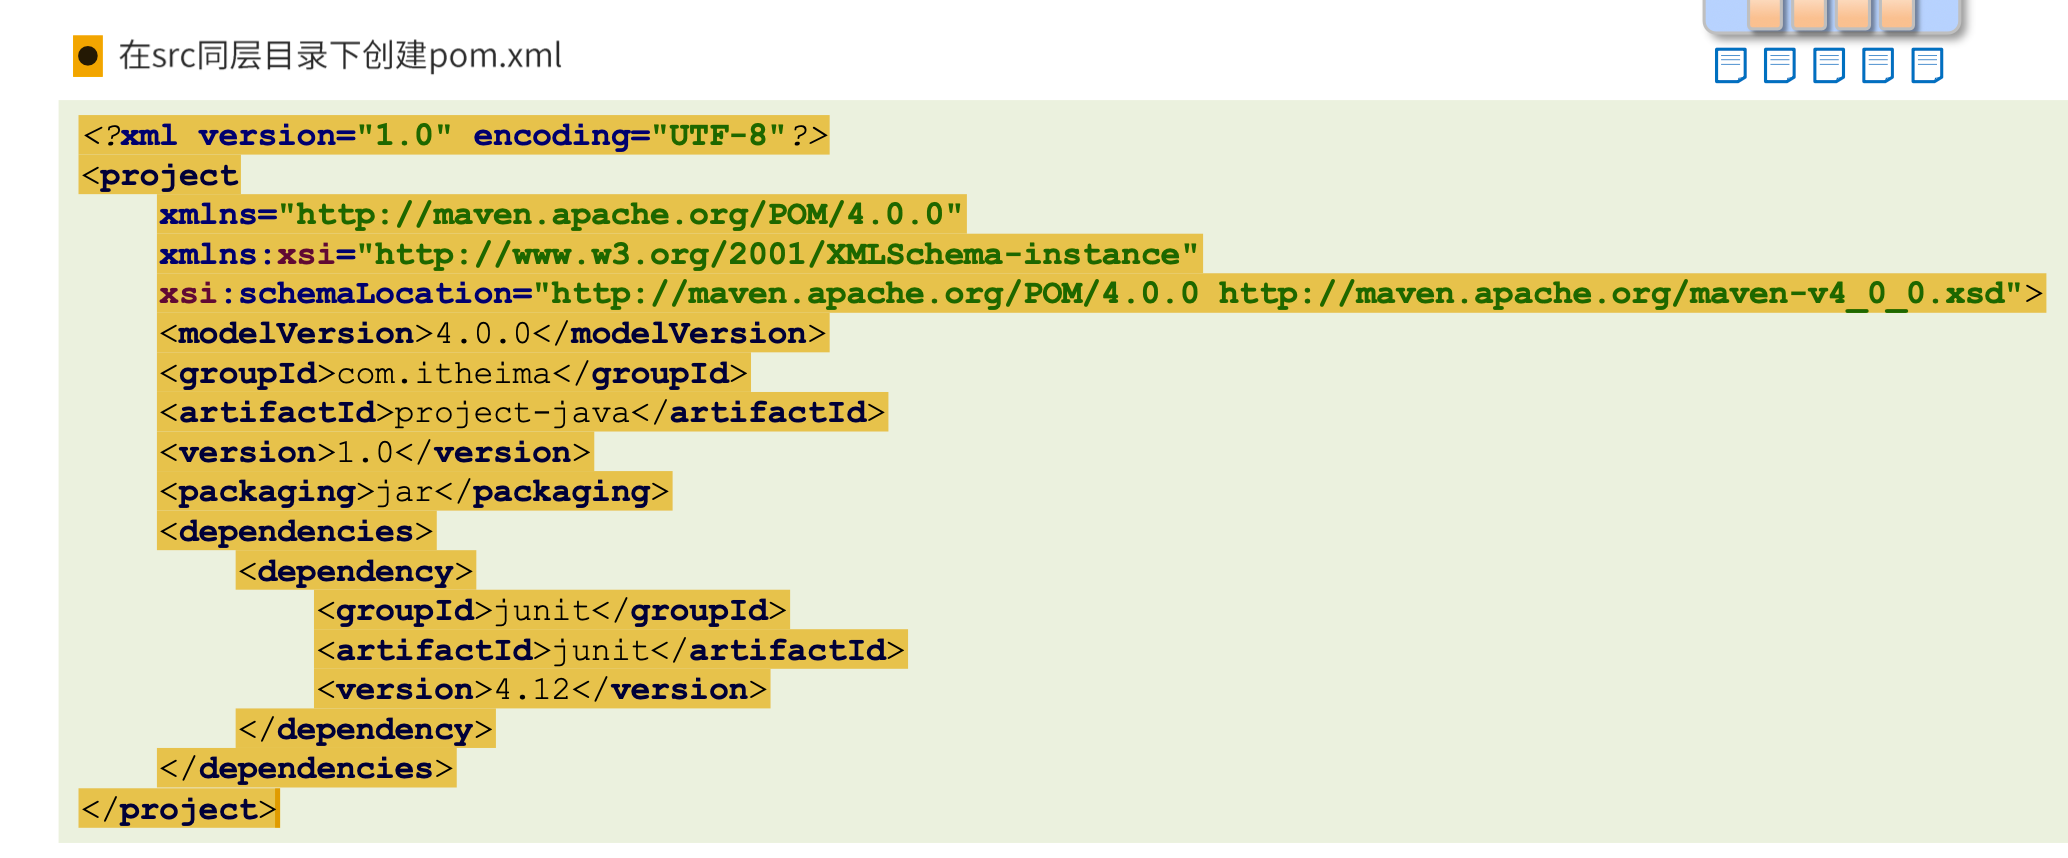 ● 在src同层目录下创建pom.xml
<?xml version="1.0" encoding="UTF-8"?>
<project
    xmlns="http://maven.apache.org/POM/4.0.0"
    xmlns:xsi="http://www.w3.org/2001/XMLSchema-instance"
    xsi:schemaLocation="http://maven.apache.org/POM/4.0.0 http://maven.apache.org/maven-v4_0_0.xsd">
    <modelVersion>4.0.0</modelVersion>
    <groupId>com.itheima</groupId>
    <artifactId>project-java</artifactId>
    <version>1.0</version>
    <packaging>jar</packaging>
    <dependencies>
        <dependency>
            <groupId>junit</groupId>
            <artifactId>junit</artifactId>
            <version>4.12</version>
        </dependency>
    </dependencies>
</project>